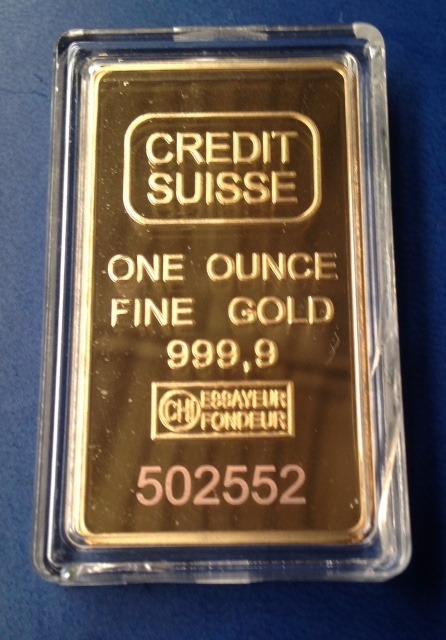 CREDIT
SUISSE
ONE OUNCE
FINE GOLD
999,9
CHI ESSAYEUR
FONDEUR
502552